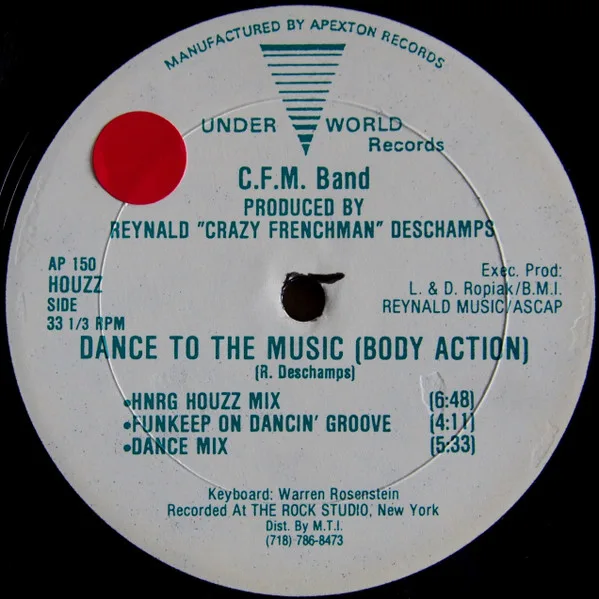 MANUFACTURED BY APEXTON RECORDS
UNDER WORLD
Records
C.F.M. Band
PRODUCED BY
REYNALD "CRAZY FRENCHMAN" DESCHAMPS
AP 150
HOUZZ
SIDE
33 1/3 RPM
Exec. Prod:
L. & D. Ropiak/B.M.I.
REYNALD MUSIC/ASCAP
DANCE TO THE MUSIC (BODY ACTION)
(R. Deschamps)
•HNRG HOUZZ MIX (6:48)
•FUNKEEP ON DANCIN' GROOVE (4:11)
•DANCE MIX (5:33)
Keyboard: Warren Rosenstein
Recorded At THE ROCK STUDIO, New York
Dist. By M.T.I.
(718) 786-8473